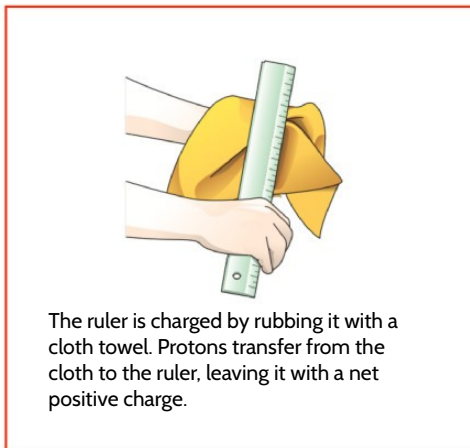 The ruler is charged by rubbing it with a
cloth towel. Protons transfer from the
cloth to the ruler, leaving it with a net
positive charge.